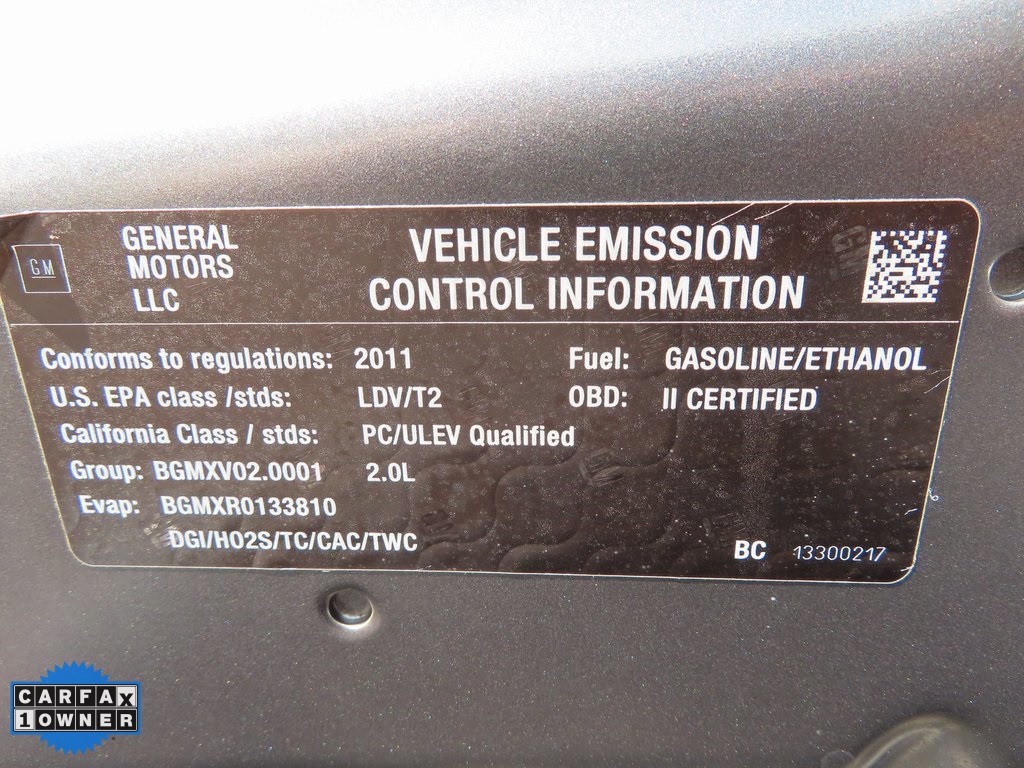 GM
GENERAL
MOTORS
LLC
VEHICLE EMISSION
CONTROL INFORMATION
Conforms to regulations: 2011 Fuel: GASOLINE/ETHANOL
U.S. EPA class /stds: LDV/T2 OBD: II CERTIFIED
California Class / stds: PC/ULEV Qualified
Group: BGMXV02.0001 2.0L
Evap: BGMXR0133810
DGI/HO2S/TC/CAC/TWC
BC 13300217
CARFAX
1 OWNER